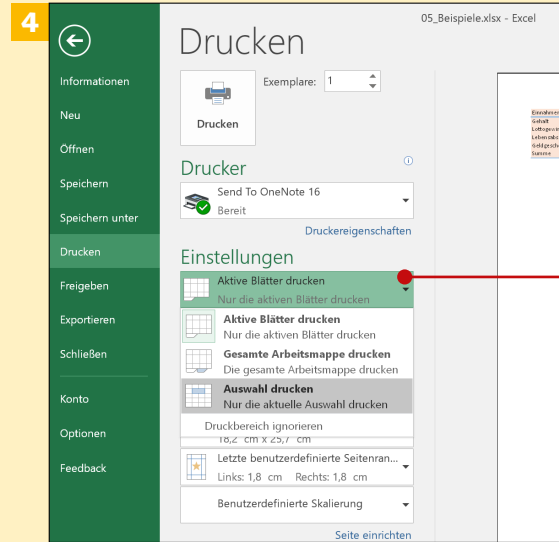 4
05_Beispiele.xlsx - Excel
Drucken
Informationen
Neu
Öffnen
Speichern
Speichern unter
Drucken
Freigeben
Exportieren
Schließen
Konto
Optionen
Feedback
Drucken
Exemplare: 1
Drucker
Send To OneNote 16
Bereit
Druckereigenschaften
Einstellungen
Aktive Blätter drucken
Nur die aktiven Blätter drucken
Aktive Blätter drucken
Nur die aktiven Blätter drucken
Gesamte Arbeitsmappe drucken
Die gesamte Arbeitsmappe drucken
Auswahl drucken
Nur die aktuelle Auswahl drucken
Druckbereich ignorieren
18,2 cm x 25,7 cm
Letzte benutzerdefinierte Seitenran...
Links: 1,8 cm Rechts: 1,8 cm
Benutzerdefinierte Skalierung
Seite einrichten
Einnahmen
Gehalt
Summe